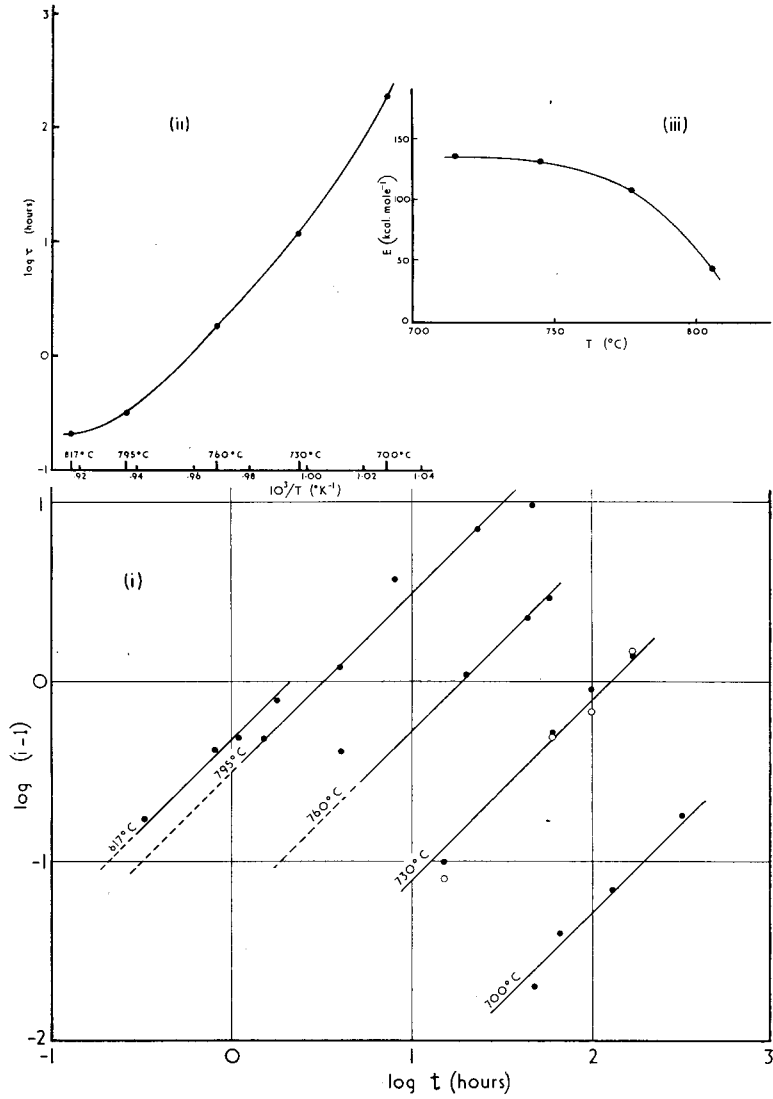 3
2
1
0
-1
log τ (hours)
(ii)
817°C
795°C
760°C
730°C
700°C
.92
.94
.96
.98
1.00
1.02
1.04
10³/T (°K⁻¹)
(iii)
150
100
50
0
E (kcal. mole⁻¹)
700
750
800
T (°C)
(i)
1
0
-1
-2
log (i-1)
817°C
795°C
760°C
730°C
700°C
-1
0
1
2
3
log t (hours)